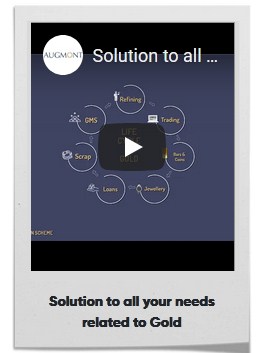 AUGMONT
Solution to all ...
Refining
GMS
Trading
LIFE
GOLD
Scrap
Bars &
Coins
Loans
Jewellery
N SCHEME
Solution to all your needs
related to Gold